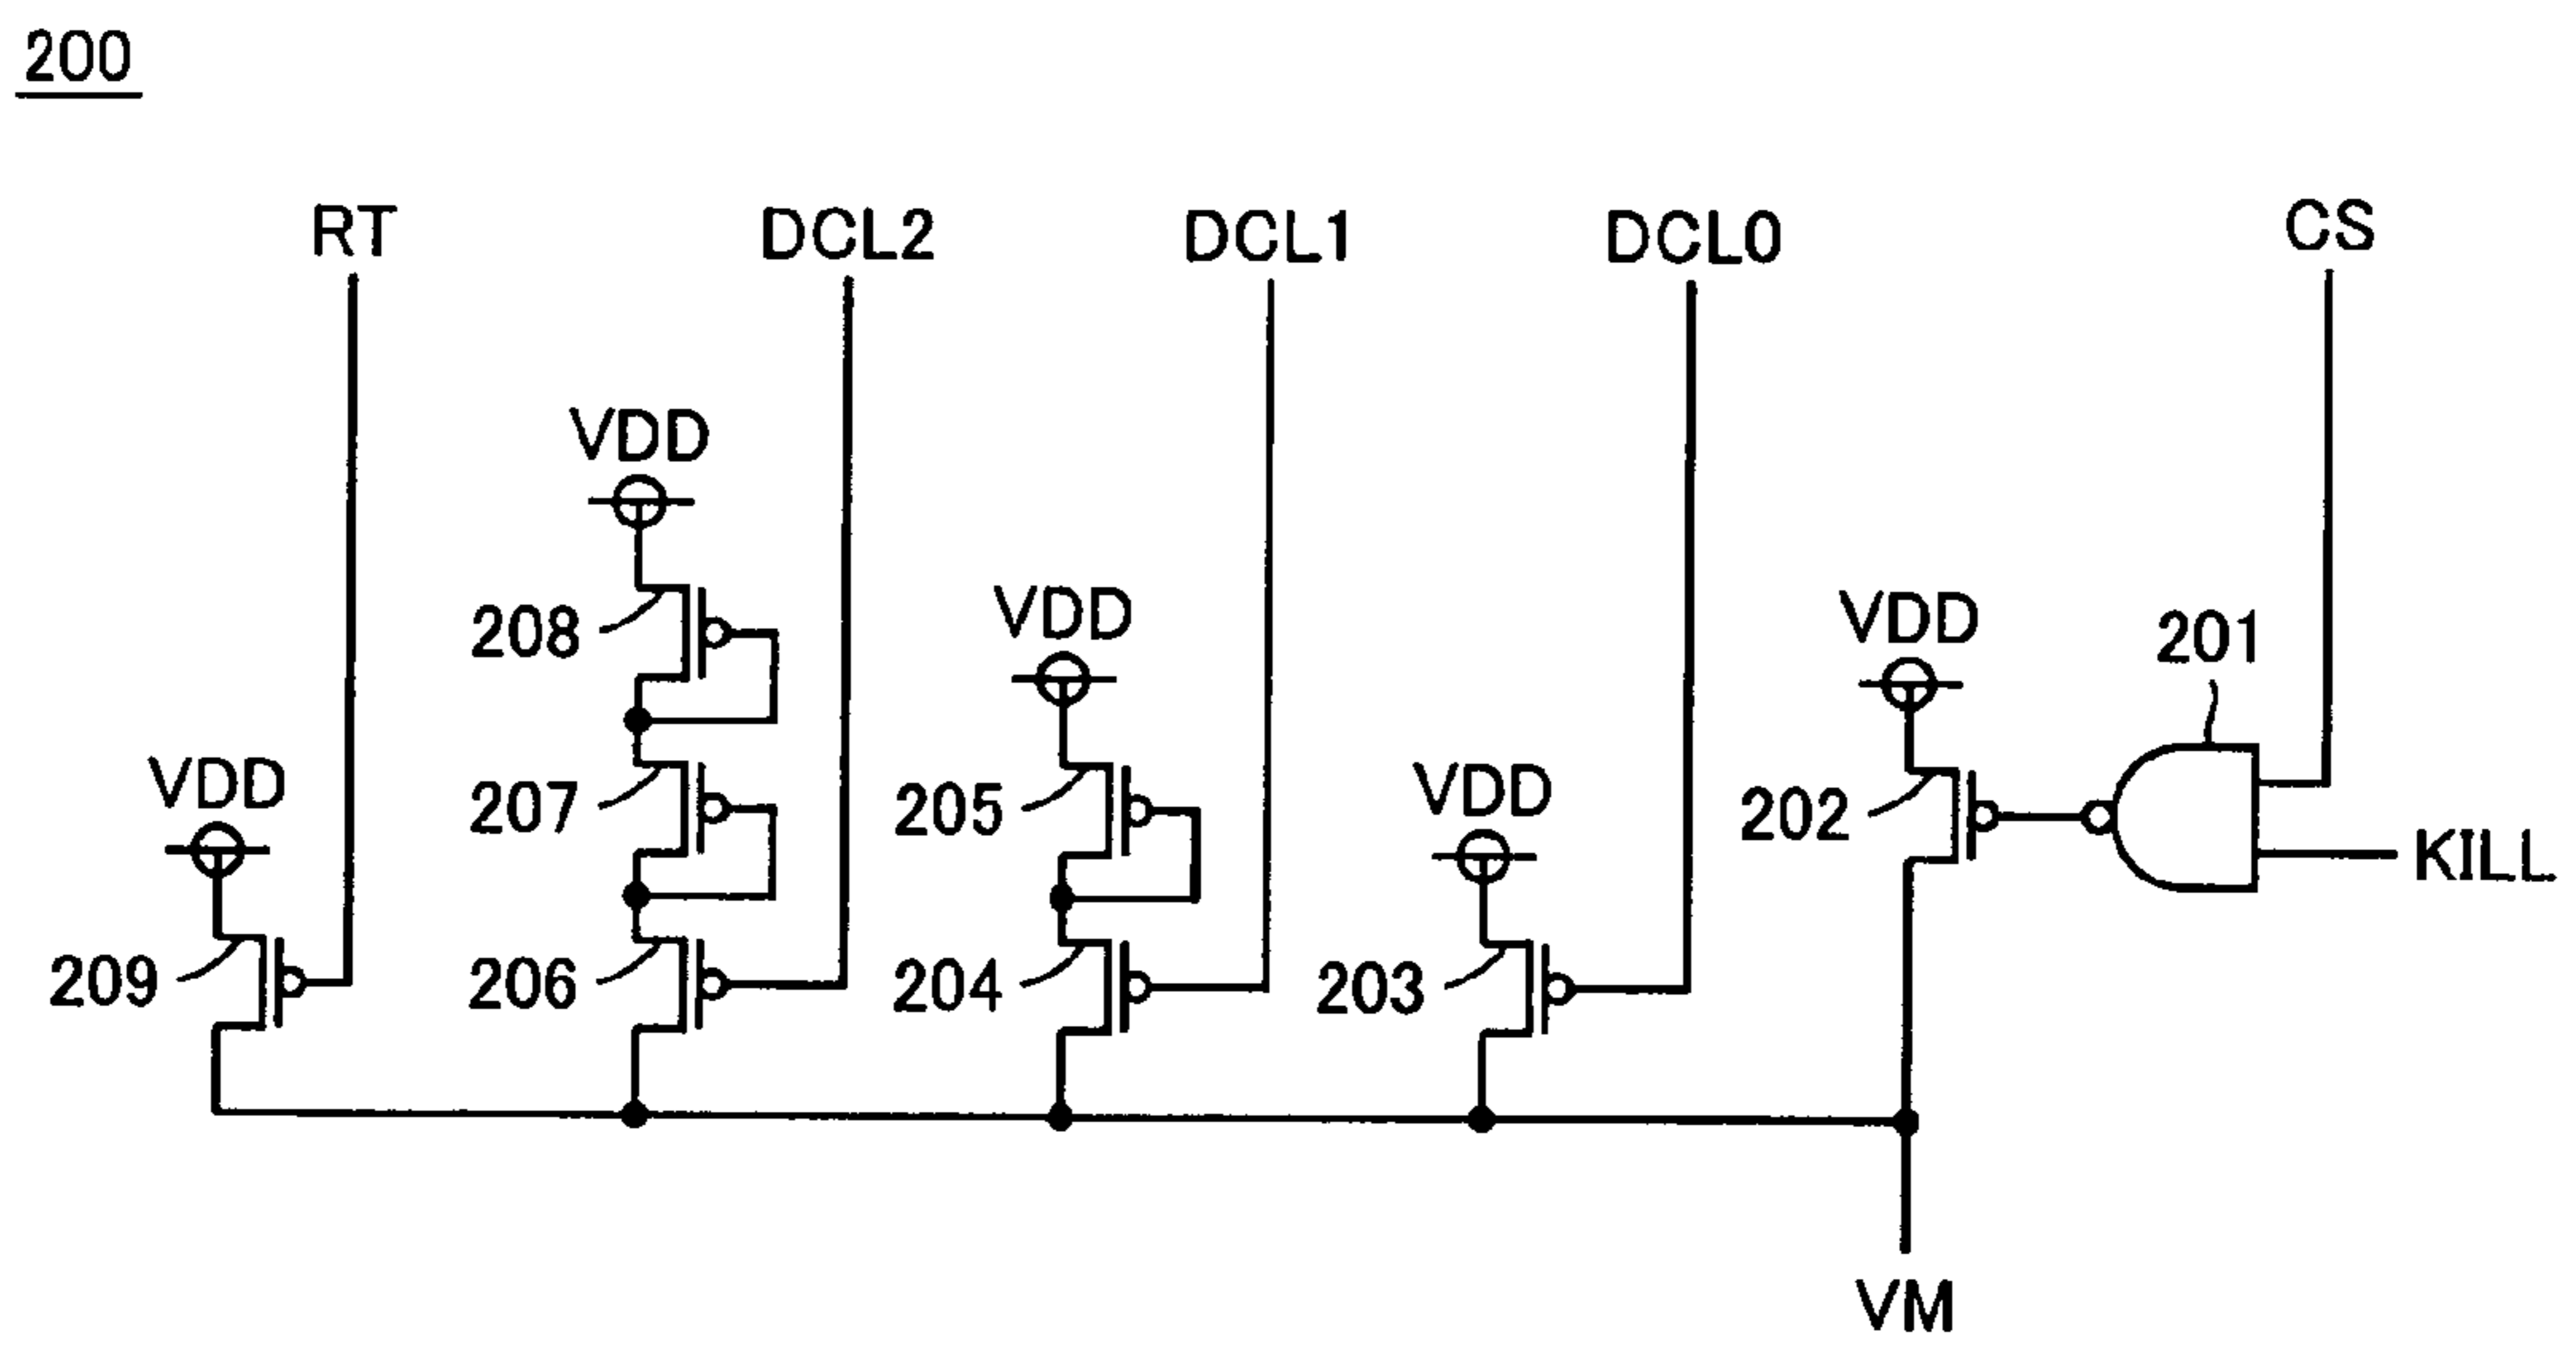 200
RT
DCL2
DCL1
DCL0
CS
VDD
208
VDD
VDD
201
207
205
VDD
VDD
202
KILL
209
206
204
203
VM